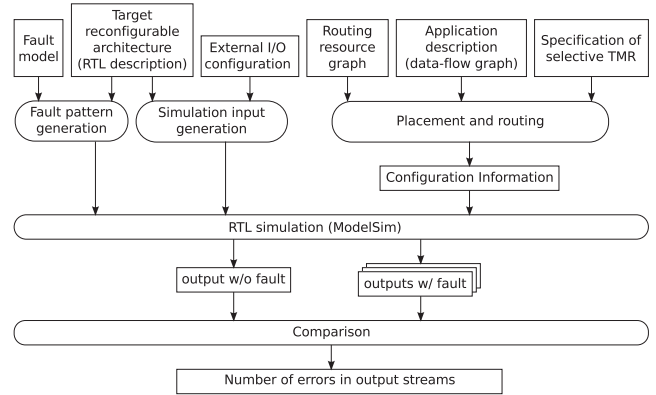 Fault
model
Target
reconfigurable
architecture
(RTL description)
External I/O
configuration
Routing
resource
graph
Application
description
(data-flow graph)
Specification of
selective TMR
Fault pattern
generation
Simulation input
generation
Placement and routing
Configuration Information
RTL simulation (ModelSim)
output w/o fault
outputs w/ fault
Comparison
Number of errors in output streams